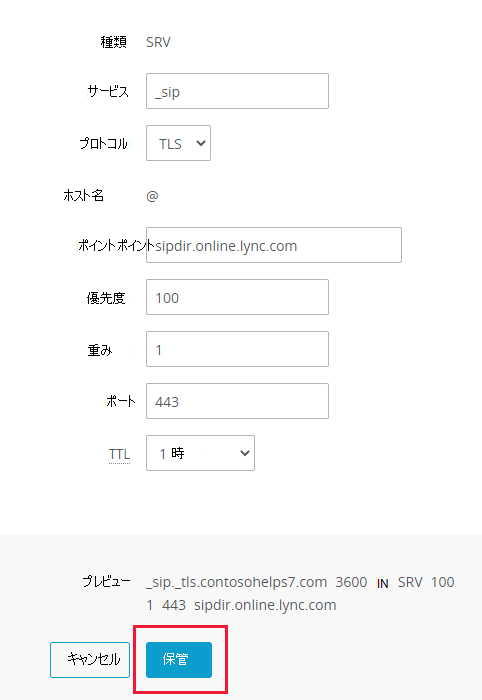 種類 SRV
サービス _sip
プロトコル TLS
ホスト名 @
ポイントポイント sipdir.online.lync.com
優先度 100
重み 1
ポート 443
TTL 1 時
プレビュー _sip._tls.contosohelps7.com 3600 IN SRV 100
1 443 sipdir.online.lync.com
キャンセル 保管